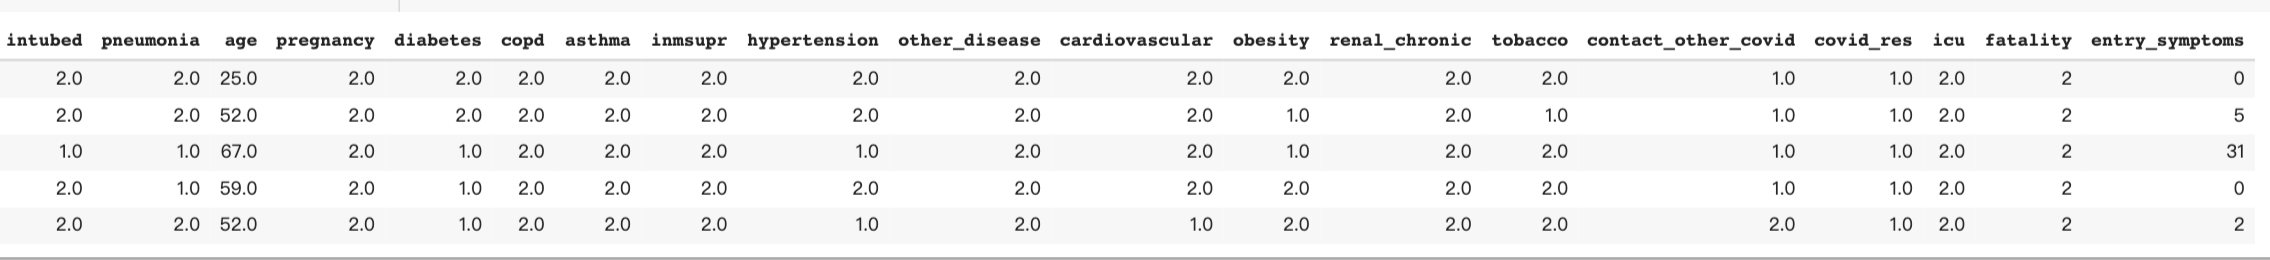 intubed pneumonia age pregnancy diabetes copd asthma inmsupr hypertension other_disease cardiovascular obesity renal_chronic tobacco contact_other_covid covid_res icu fatality entry_symptoms
2.0 2.0 25.0 2.0 2.0 2.0 2.0 2.0 2.0 2.0 2.0 2.0 2.0 2.0 1.0 1.0 2.0 2 0
2.0 2.0 52.0 2.0 2.0 2.0 2.0 2.0 2.0 2.0 2.0 1.0 2.0 1.0 1.0 1.0 2.0 2 5
1.0 1.0 67.0 2.0 1.0 2.0 2.0 2.0 1.0 2.0 2.0 1.0 2.0 2.0 1.0 1.0 2.0 2 31
2.0 1.0 59.0 2.0 1.0 2.0 2.0 2.0 2.0 2.0 2.0 2.0 2.0 2.0 1.0 1.0 2.0 2 0
2.0 2.0 52.0 2.0 1.0 2.0 2.0 2.0 1.0 2.0 1.0 2.0 2.0 2.0 2.0 1.0 2.0 2 2